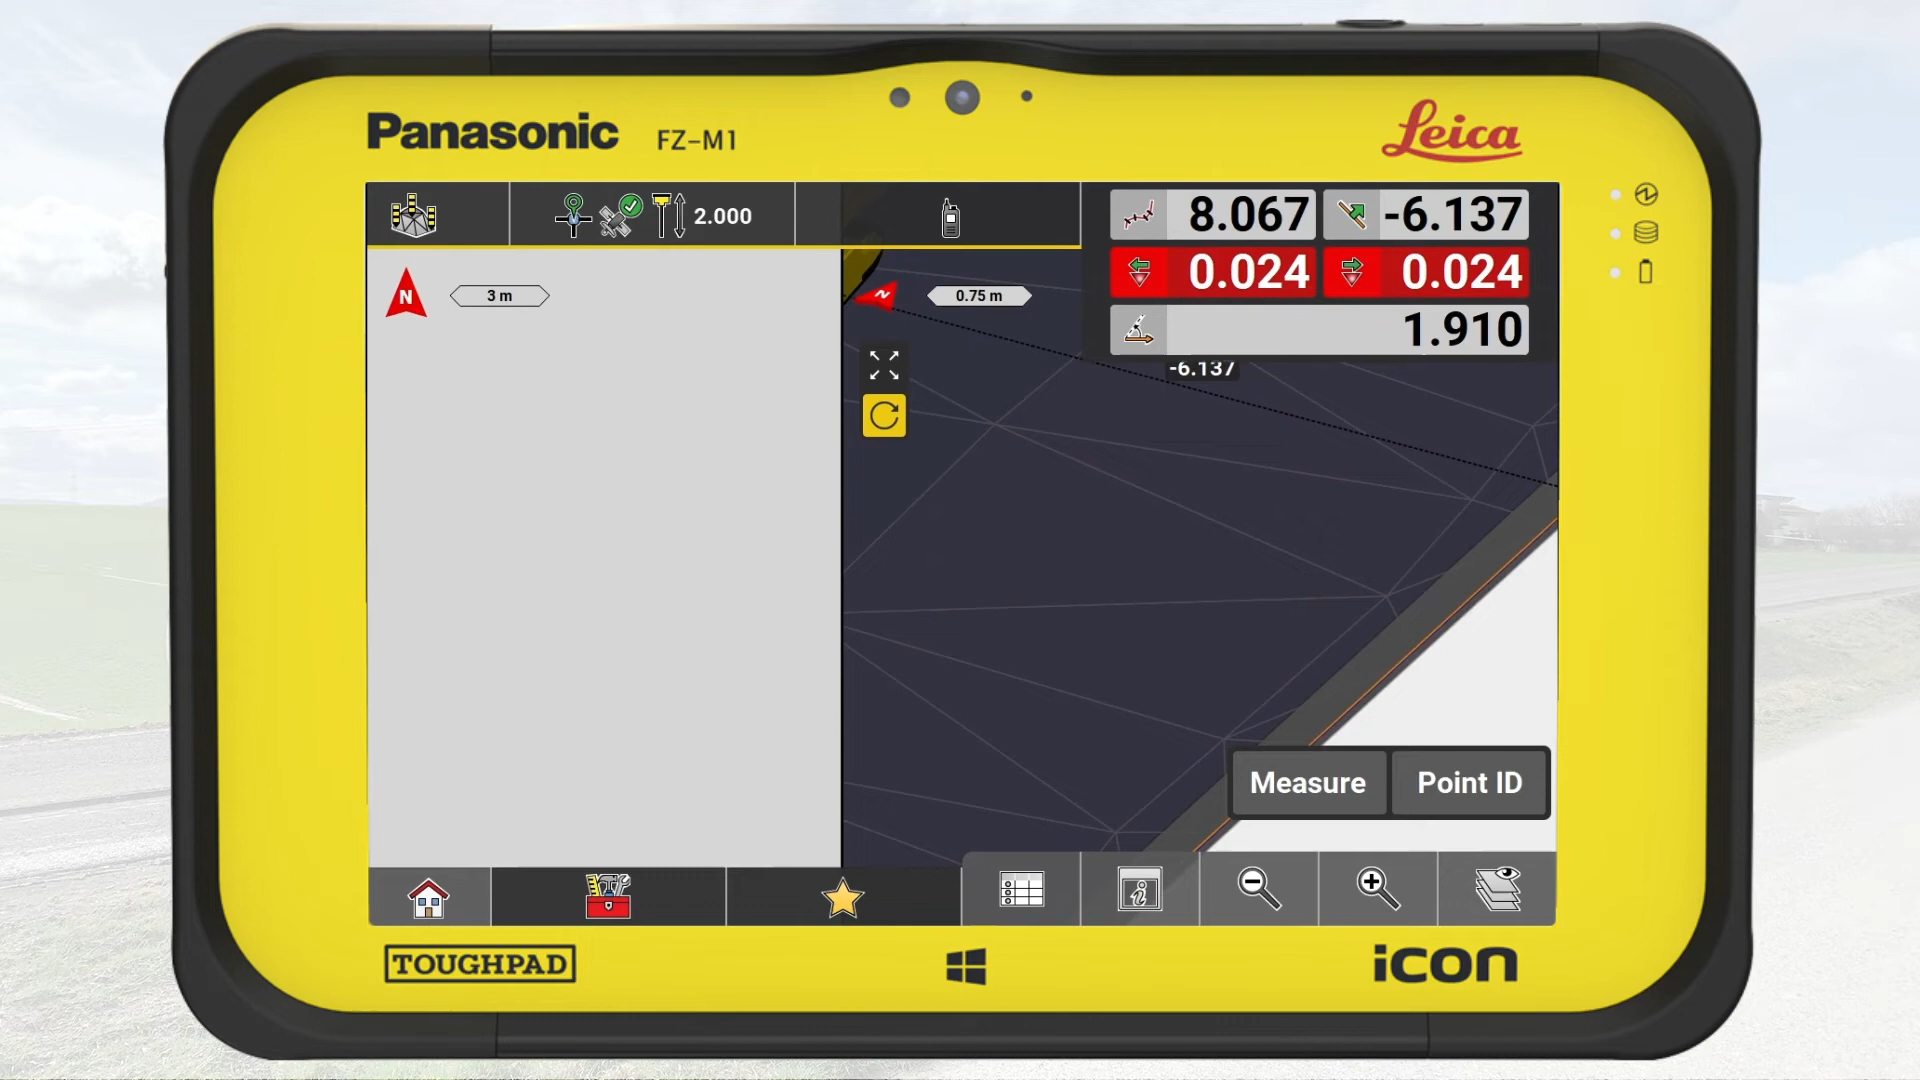 Panasonic FZ-M1
Leica
2.000
8.067
-6.137
0.024
0.024
1.910
N
3 m
N
0.75 m
-6.137
Measure
Point ID
TOUGHPAD
icon